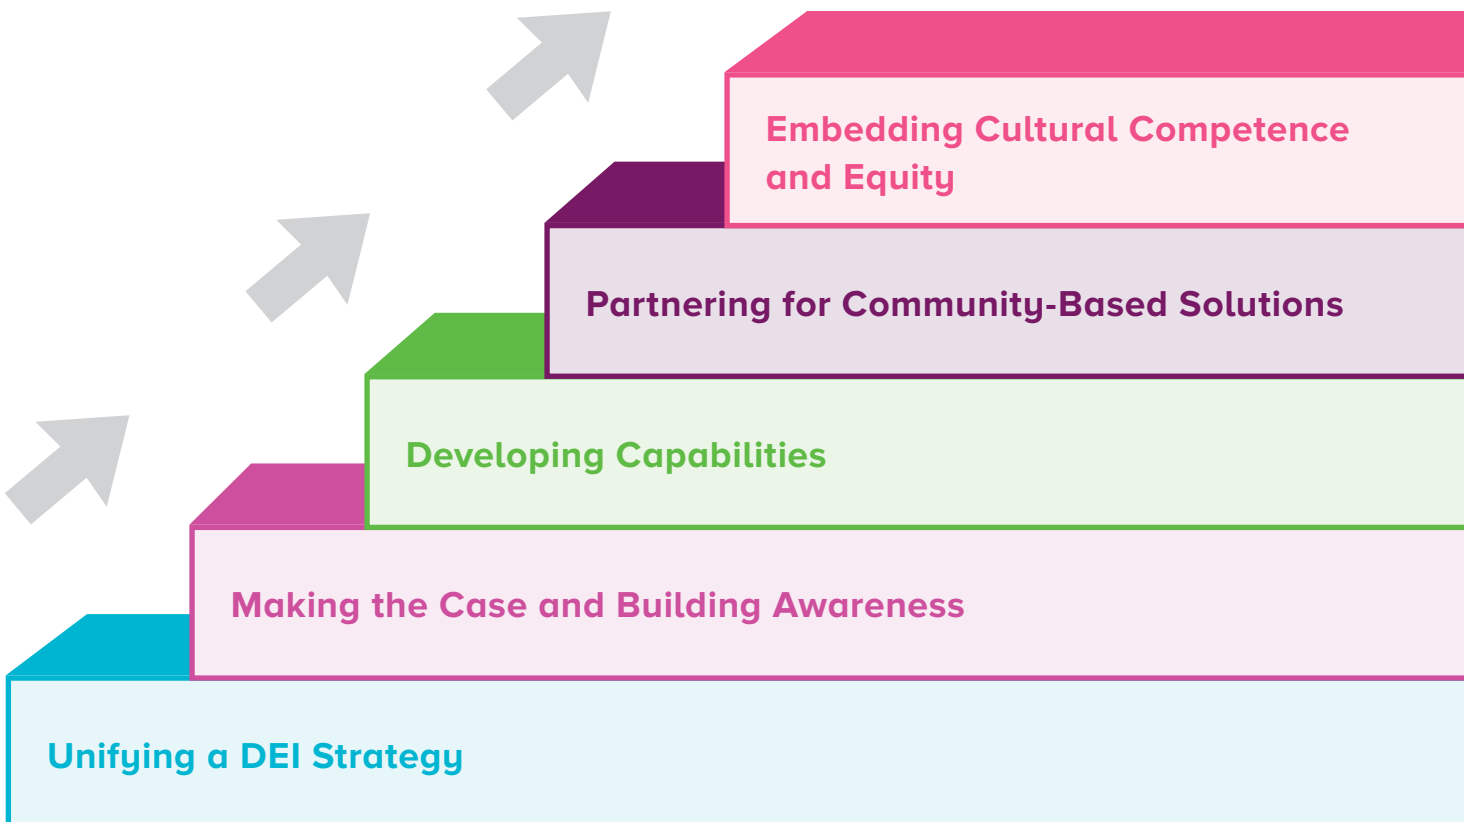 Embedding Cultural Competence
and Equity
Partnering for Community-Based Solutions
Developing Capabilities
Making the Case and Building Awareness
Unifying a DEI Strategy